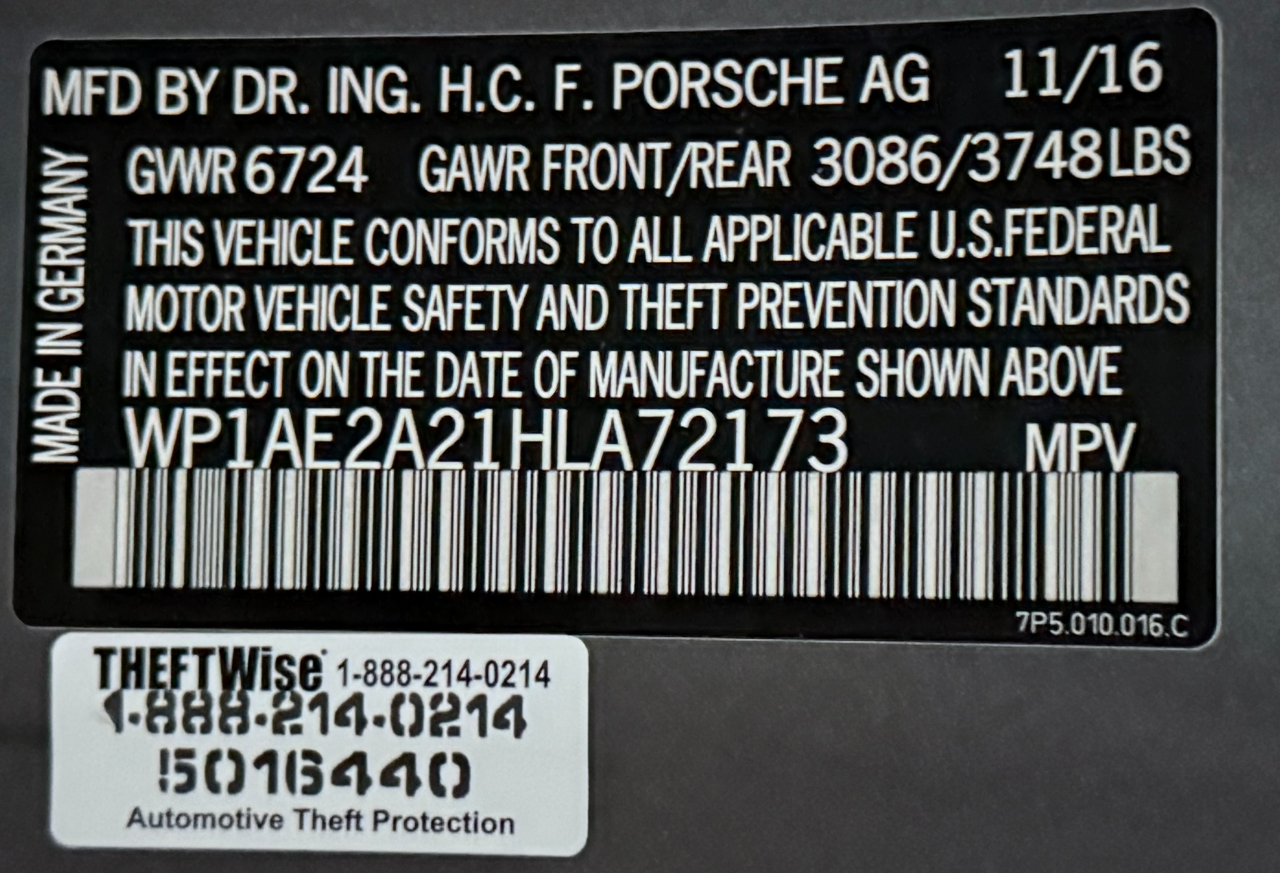 MFD BY DR. ING. H.C. F. PORSCHE AG 11/16
GVWR 6724 GAWR FRONT/REAR 3086/3748 LBS
THIS VEHICLE CONFORMS TO ALL APPLICABLE U.S.FEDERAL
MOTOR VEHICLE SAFETY AND THEFT PREVENTION STANDARDS
IN EFFECT ON THE DATE OF MANUFACTURE SHOWN ABOVE
WP1AE2A21HLA72173 MPV
MADE IN GERMANY
7P5.010.016.C
THEFTWise 1-888-214-0214
1-888-214-0214
5016440
Automotive Theft Protection